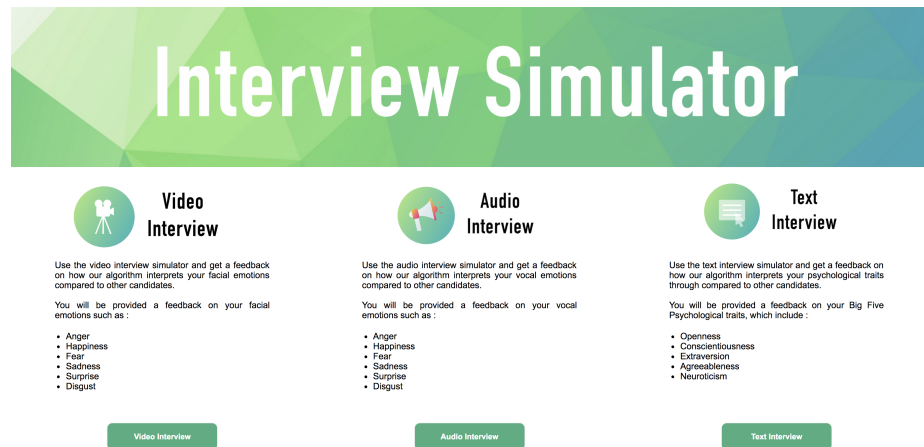 Interview Simulator
Video
Interview
Use the video interview simulator and get a feedback
on how our algorithm interprets your facial emotions
compared to other candidates.
You will be provided a feedback on your facial
emotions such as :
• Anger
• Happiness
• Fear
• Sadness
• Surprise
• Disgust
Video Interview
Audio
Interview
Use the audio interview simulator and get a feedback
on how our algorithm interprets your vocal emotions
compared to other candidates.
You will be provided a feedback on your vocal
emotions such as :
• Anger
• Happiness
• Fear
• Sadness
• Surprise
• Disgust
Audio Interview
Text
Interview
Use the text interview simulator and get a feedback on
how our algorithm interprets your psychological traits
through compared to other candidates.
You will be provided a feedback on your Big Five
Psychological traits, which include :
• Openness
• Conscientiousness
• Extraversion
• Agreeableness
• Neuroticism
Text Interview